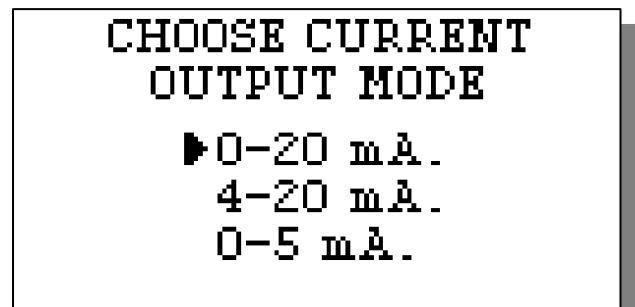 CHOOSE CURRENT
OUTPUT MODE
0-20 mA.
4-20 mA.
0-5 mA.